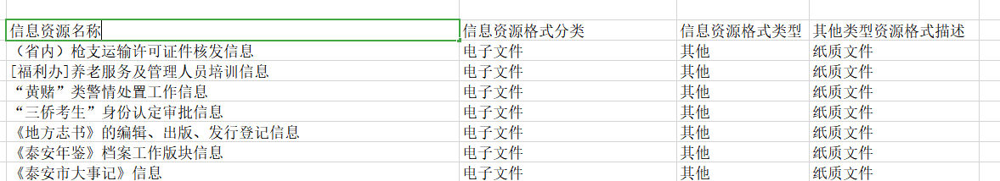 信息资源名称 信息资源格式分类 信息资源格式类型 其他类型资源格式描述
（省内）枪支运输许可证件核发信息 电子文件 其他 纸质文件
[福利办]养老服务及管理人员培训信息 电子文件 其他 纸质文件
“黄赌”类警情处置工作信息 电子文件 其他 纸质文件
“三侨考生”身份认定审批信息 电子文件 其他 纸质文件
《地方志书》的编辑、出版、发行登记信息 电子文件 其他 纸质文件
《泰安年鉴》档案工作版块信息 电子文件 其他 纸质文件
《泰安市大事记》信息 电子文件 其他 纸质文件